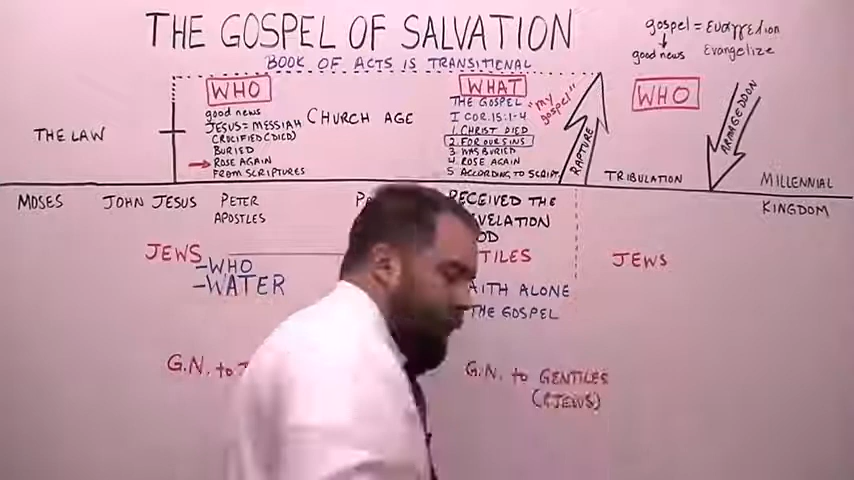 THE GOSPEL OF SALVATION
BOOK OF ACTS IS TRANSITIONAL
gospel = Ευαγγελιον
good news Evangelize
WHO
good news
JESUS = MESSIAH
CRUCIFIED (DIED)
BURIED
ROSE AGAIN
FROM SCRIPTURES
CHURCH AGE
WHAT
THE GOSPEL
I COR. 15:1-4
1. CHRIST DIED
2. FOR OUR SINS
3. WAS BURIED
4. ROSE AGAIN
5. ACCORDING TO SCRIPT.
"my gospel"
RAPTURE
WHO
ARMAGEDDON
THE LAW
TRIBULATION
MILLENNIAL
KINGDOM
MOSES
JOHN JESUS
PETER
APOSTLES
RECEIVED THE
JEWS
-WHO
-WATER
ALONE
THE GOSPEL
JEWS
G.N. to
G.N. to GENTILES
(& JEWS)